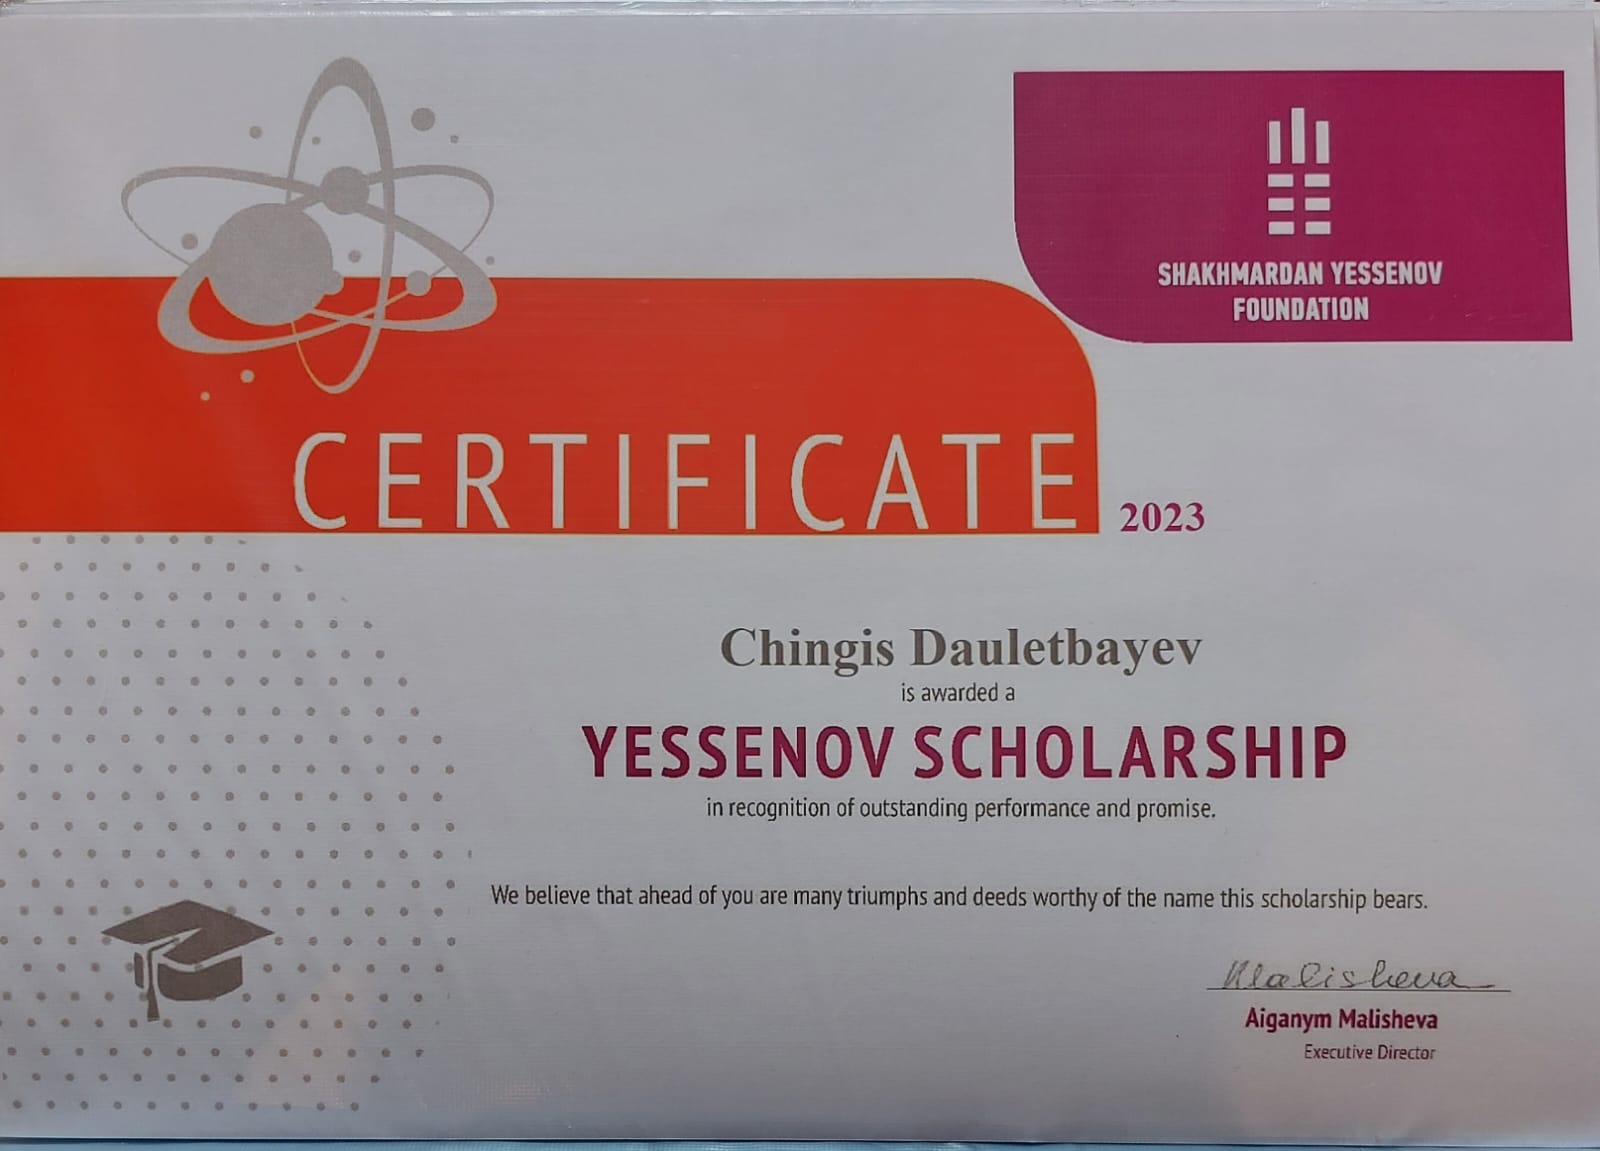 SHAKHMARDAN YESSENOV
FOUNDATION
CERTIFICATE 2023
Chingis Dauletbayev
is awarded a
YESSENOV SCHOLARSHIP
in recognition of outstanding performance and promise.
We believe that ahead of you are many triumphs and deeds worthy of the name this scholarship bears.
Malisheva
Aiganym Malisheva
Executive Director